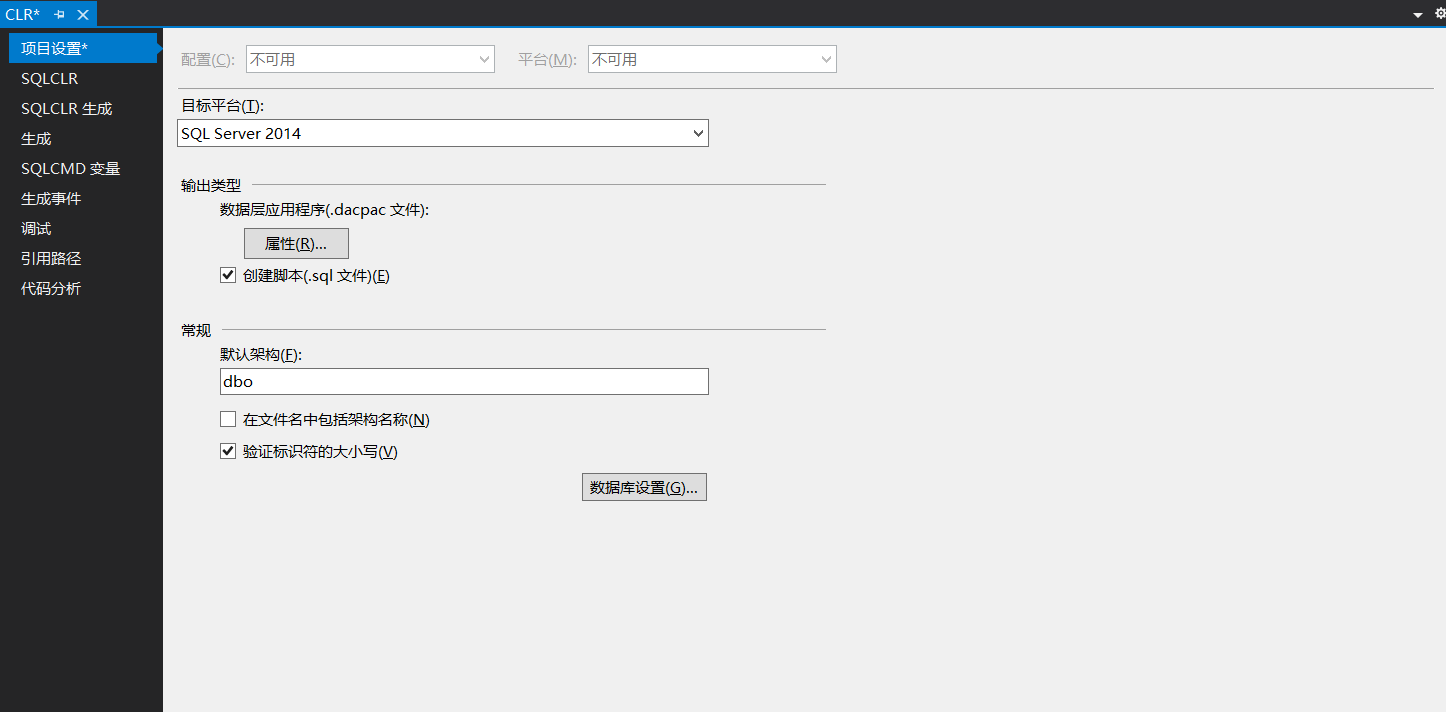 CLR*
项目设置*
SQLCLR
SQLCLR 生成
生成
SQLCMD 变量
生成事件
调试
引用路径
代码分析
配置(C): 不可用 平台(M): 不可用
目标平台(T):
SQL Server 2014
输出类型
数据层应用程序(.dacpac 文件):
属性(R)...
创建脚本(.sql 文件)(E)
常规
默认架构(F):
dbo
在文件名中包括架构名称(N)
验证标识符的大小写(V)
数据库设置(G)...